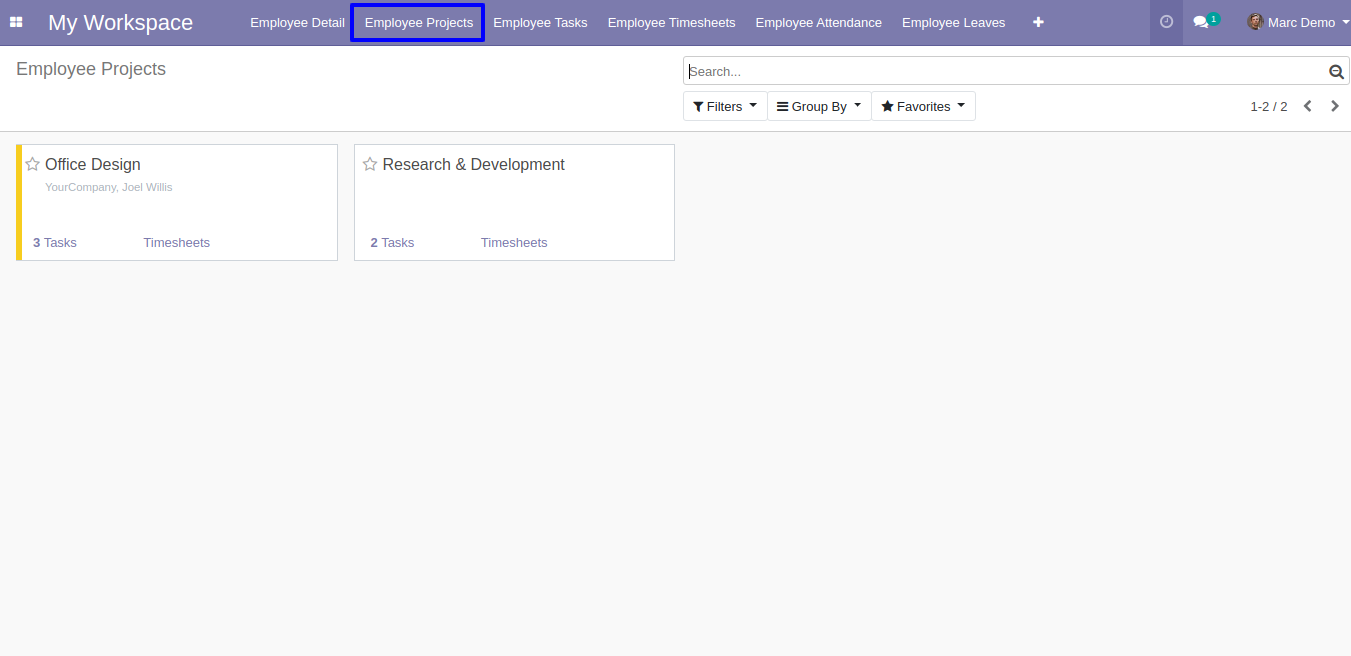 My Workspace Employee Detail Employee Projects Employee Tasks Employee Timesheets Employee Attendance Employee Leaves 1 Marc Demo
Employee Projects
Search...
Filters Group By Favorites 1-2 / 2
Office Design
YourCompany, Joel Willis
3 Tasks Timesheets
Research & Development
2 Tasks Timesheets